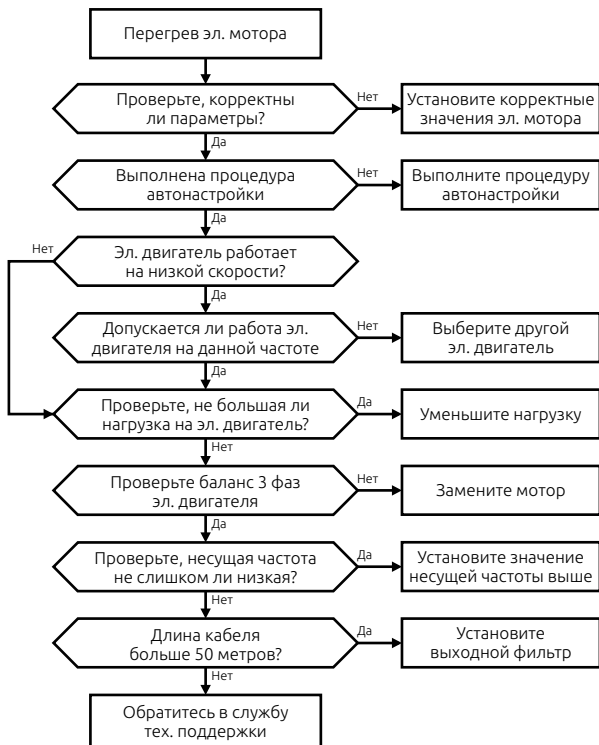 Перегрев эл. мотора
Проверьте, корректны
ли параметры?
Нет
Установите корректные
значения эл. мотора
Да
Выполнена процедура
автонастройки
Нет
Выполните процедуру
автонастройки
Да
Нет
Эл. двигатель работает
на низкой скорости?
Да
Допускается ли работа эл.
двигателя на данной частоте
Нет
Выберите другой
эл. двигатель
Да
Проверьте, не большая ли
нагрузка на эл. двигатель?
Да
Уменьшите нагрузку
Нет
Проверьте баланс 3 фаз
эл. двигателя
Нет
Замените мотор
Да
Проверьте, несущая частота
не слишком ли низкая?
Да
Установите значение
несущей частоты выше
Нет
Длина кабеля
больше 50 метров?
Да
Установите
выходной фильтр
Нет
Обратитесь в службу
тех. поддержки